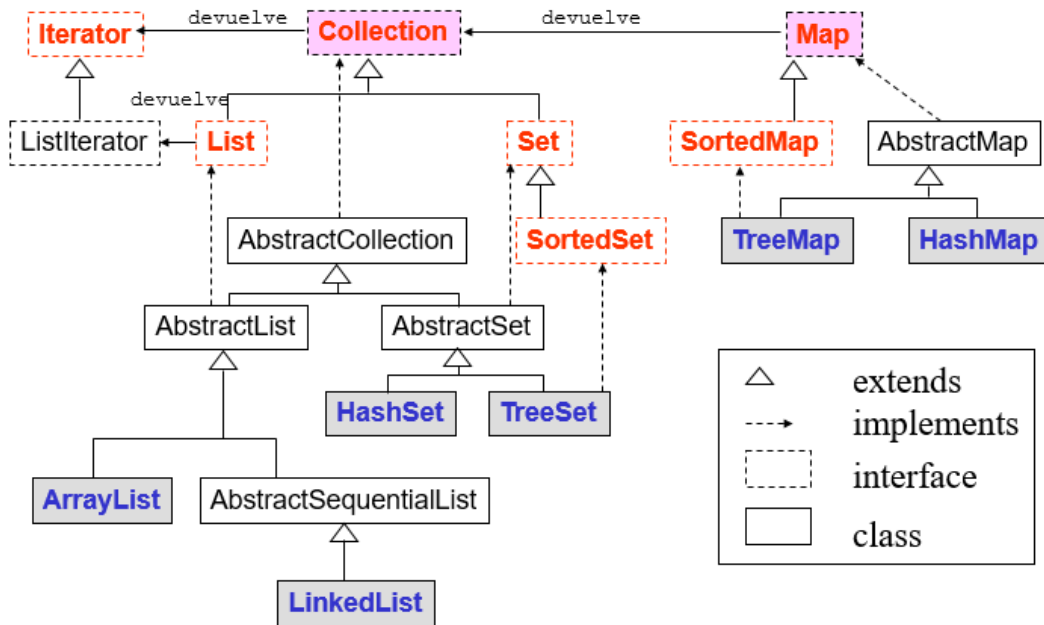 devuelve
devuelve
Iterator
Collection
Map
devuelve
ListIterator
List
Set
SortedMap
AbstractMap
AbstractCollection
SortedSet
TreeMap
HashMap
AbstractList
AbstractSet
HashSet
TreeSet
ArrayList
AbstractSequentialList
LinkedList
extends
implements
interface
class